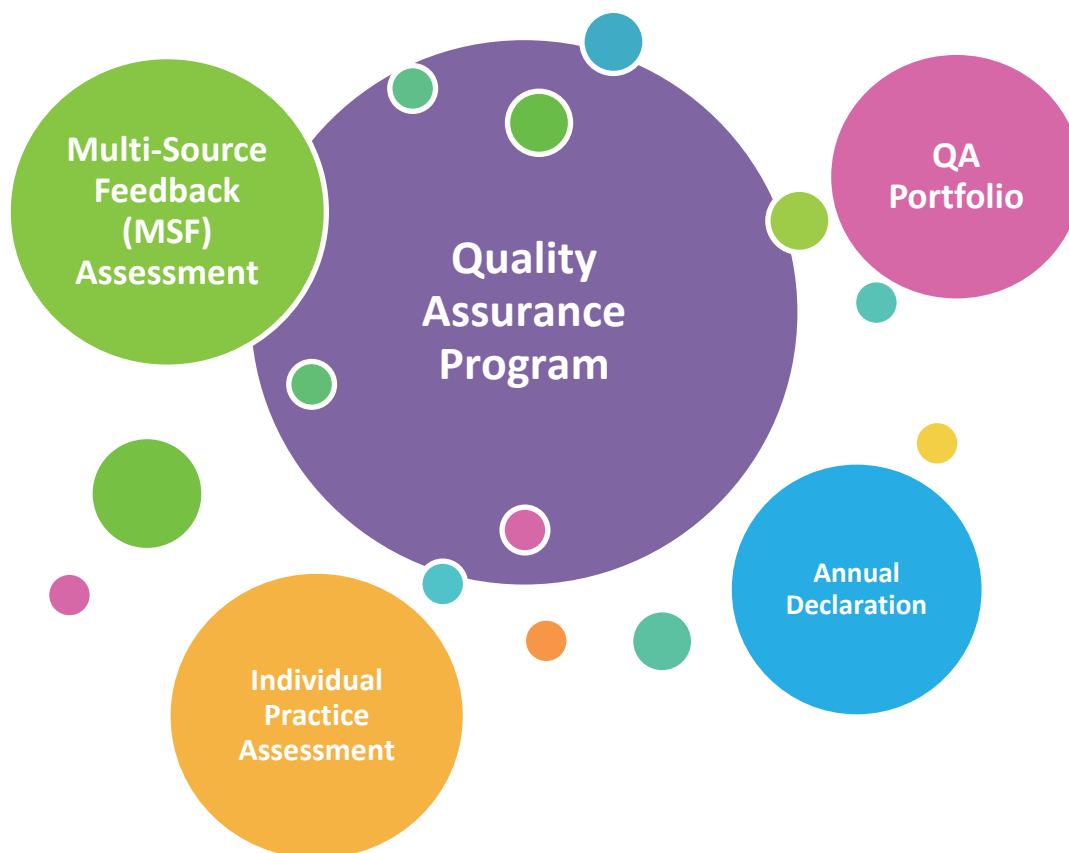 Multi-Source
Feedback
(MSF)
Assessment
Quality
Assurance
Program
QA
Portfolio
Annual
Declaration
Individual
Practice
Assessment